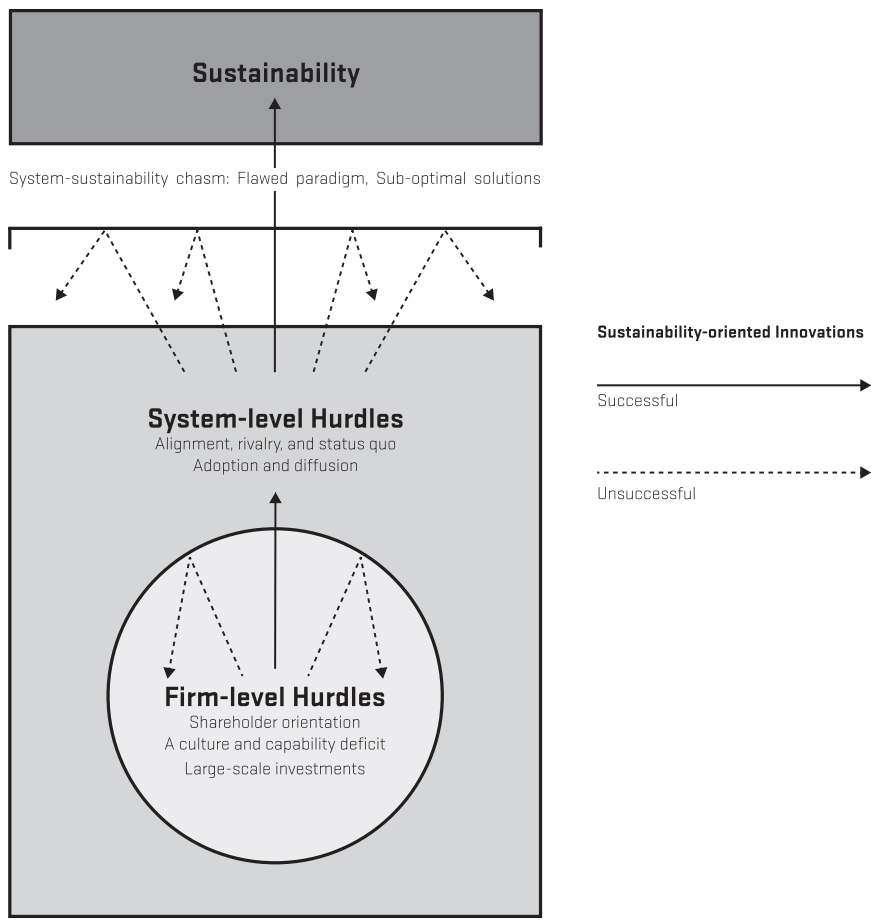 Sustainability
System-sustainability chasm: Flawed paradigm, Sub-optimal solutions
Sustainability-oriented Innovations
Successful
Unsuccessful
System-level Hurdles
Alignment, rivalry, and status quo
Adoption and diffusion
Firm-level Hurdles
Shareholder orientation
A culture and capability deficit
Large-scale investments